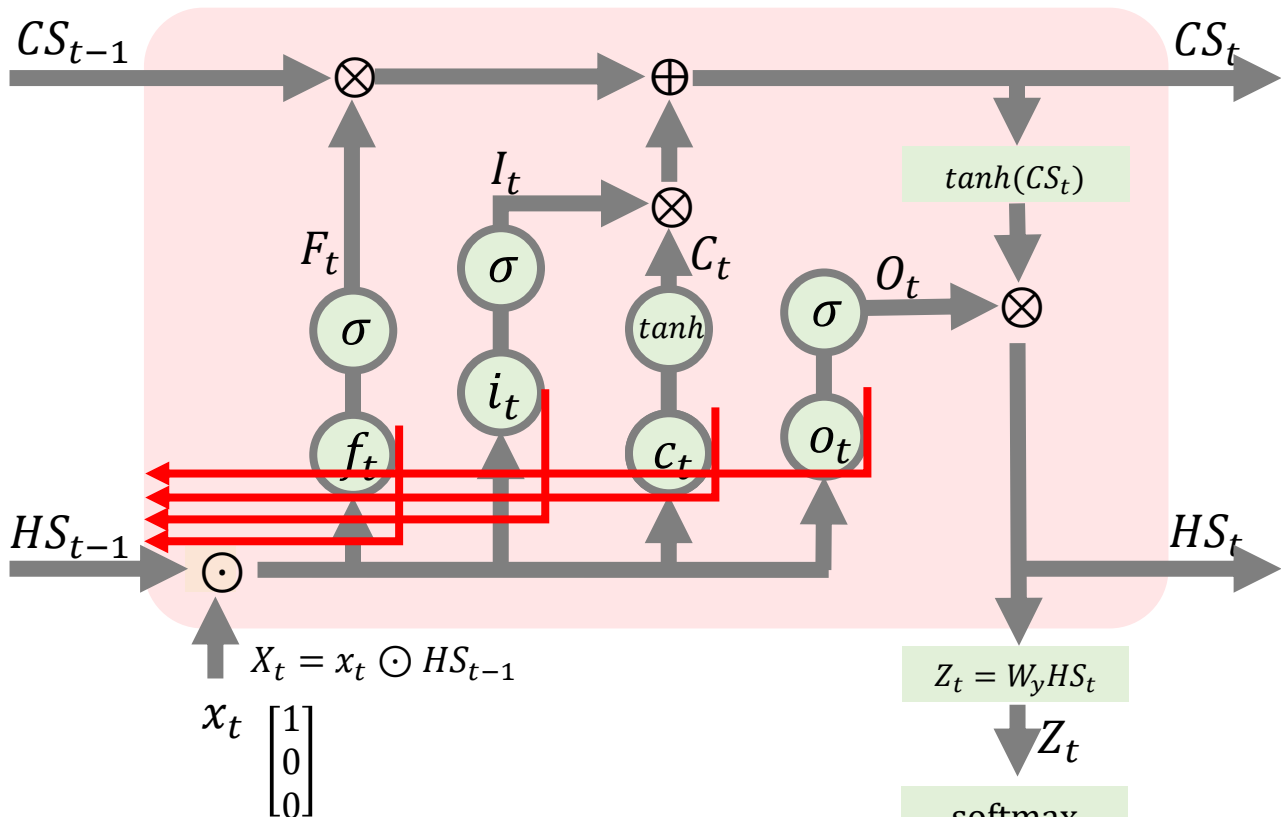 CS_{t-1}
CS_t
⊗
⊕
tanh(CS_t)
I_t
⊗
F_t
σ
C_t
O_t
σ
tanh
σ
⊗
i_t
f_t
c_t
o_t
HS_{t-1}
HS_t
⊙
X_t = x_t ⊙ HS_{t-1}
Z_t = W_y HS_t
x_t
[1
0
0]
Z_t
softmax
σ